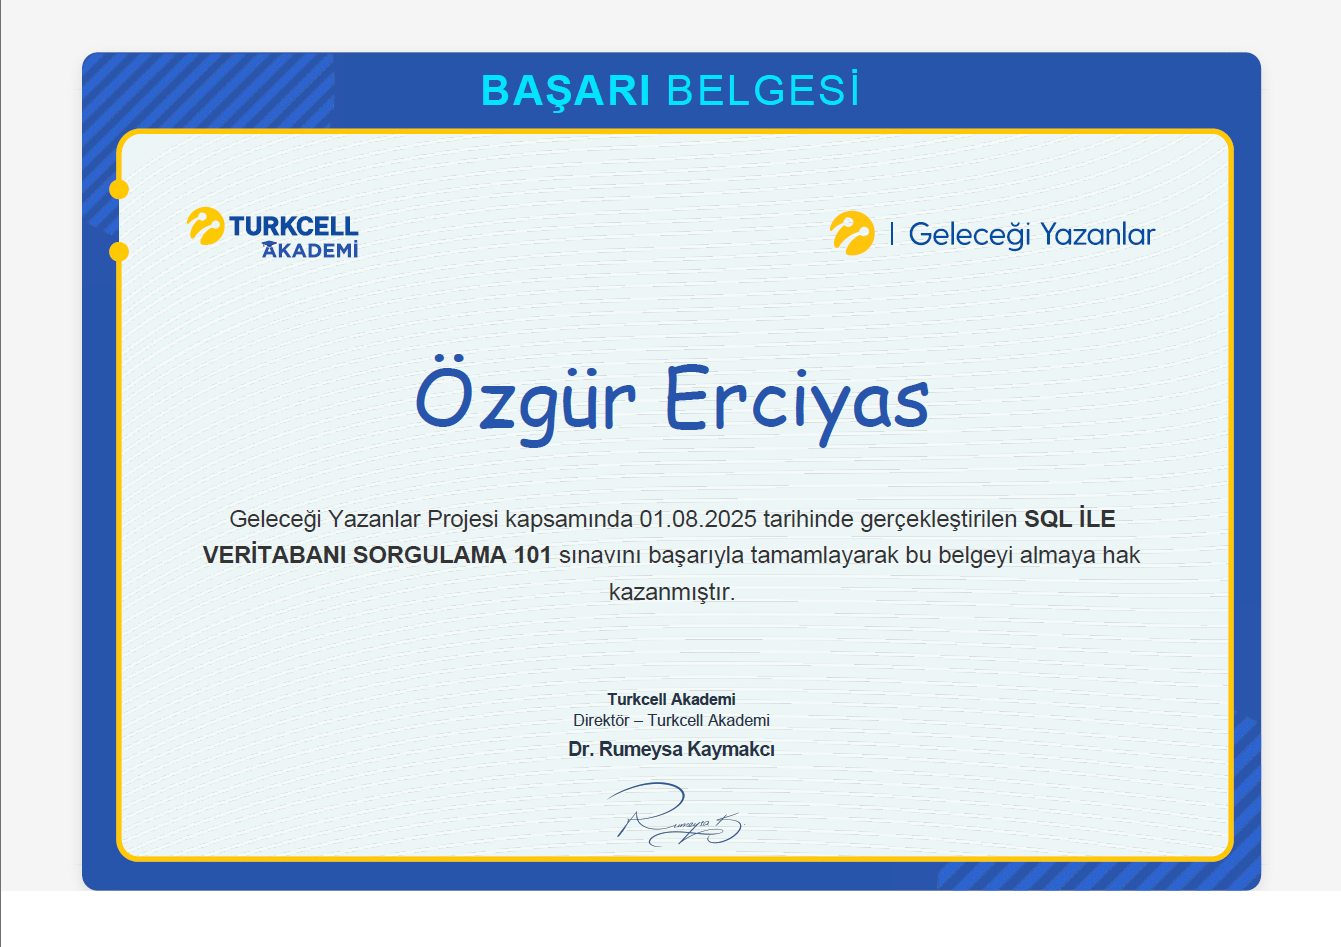 BAŞARI BELGESİ
TURKCELL
AKADEMİ
Geleceği Yazanlar
Özgür Erciyas
Geleceği Yazanlar Projesi kapsamında 01.08.2025 tarihinde gerçekleştirilen SQL İLE
VERİTABANI SORGULAMA 101 sınavını başarıyla tamamlayarak bu belgeyi almaya hak
kazanmıştır.
Turkcell Akademi
Direktör – Turkcell Akademi
Dr. Rumeysa Kaymakcı
Rumeysa K